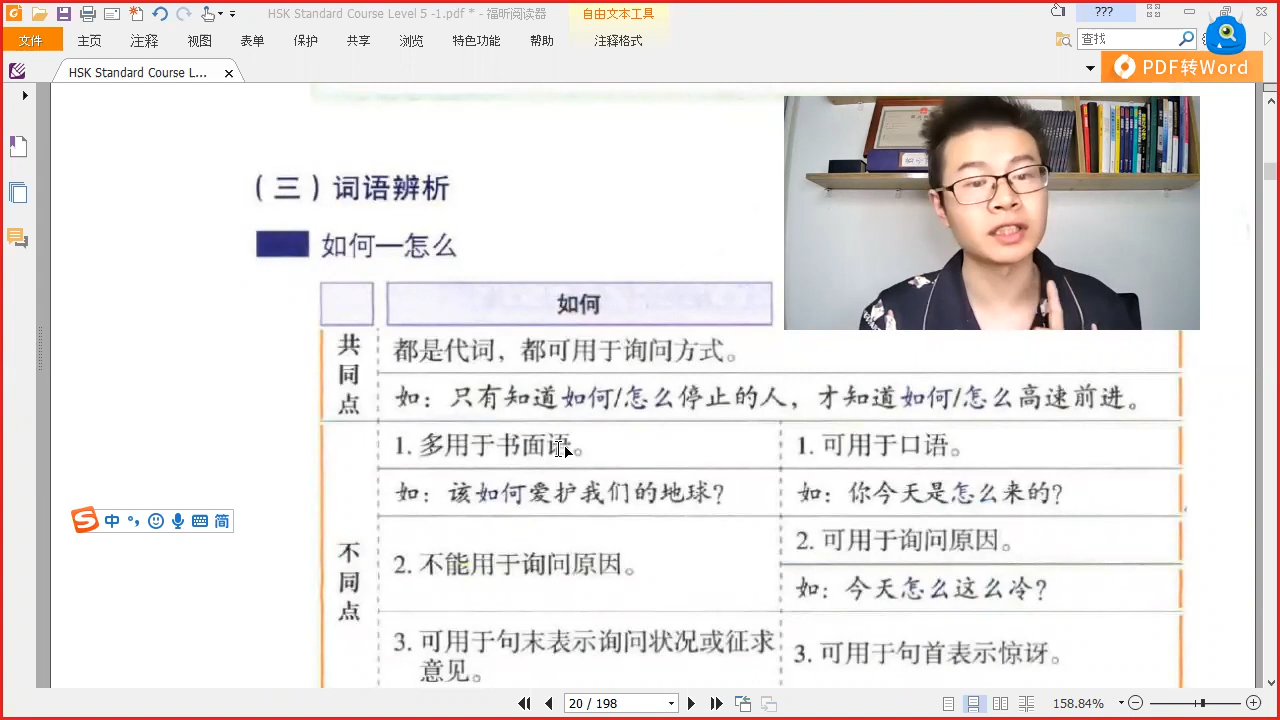 HSK Standard Course Level 5 -1.pdf * - 福昕阅读器
自由文本工具
???
文件 主页 注释 视图 表单 保护 共享 浏览 特色功能 帮助 注释格式
查找
HSK Standard Course L... ×
PDF转Word
（三）词语辨析
如何—怎么
如何
共同点
都是代词，都可用于询问方式。
如：只有知道如何/怎么停止的人，才知道如何/怎么高速前进。
不同点
1. 多用于书面语。
1. 可用于口语。
如：该如何爱护我们的地球？
如：你今天是怎么来的？
2. 不能用于询问原因。
2. 可用于询问原因。
如：今天怎么这么冷？
3. 可用于句末表示询问状况或征求
意见。
3. 可用于句首表示惊讶。
中 简
20 / 198
158.84%